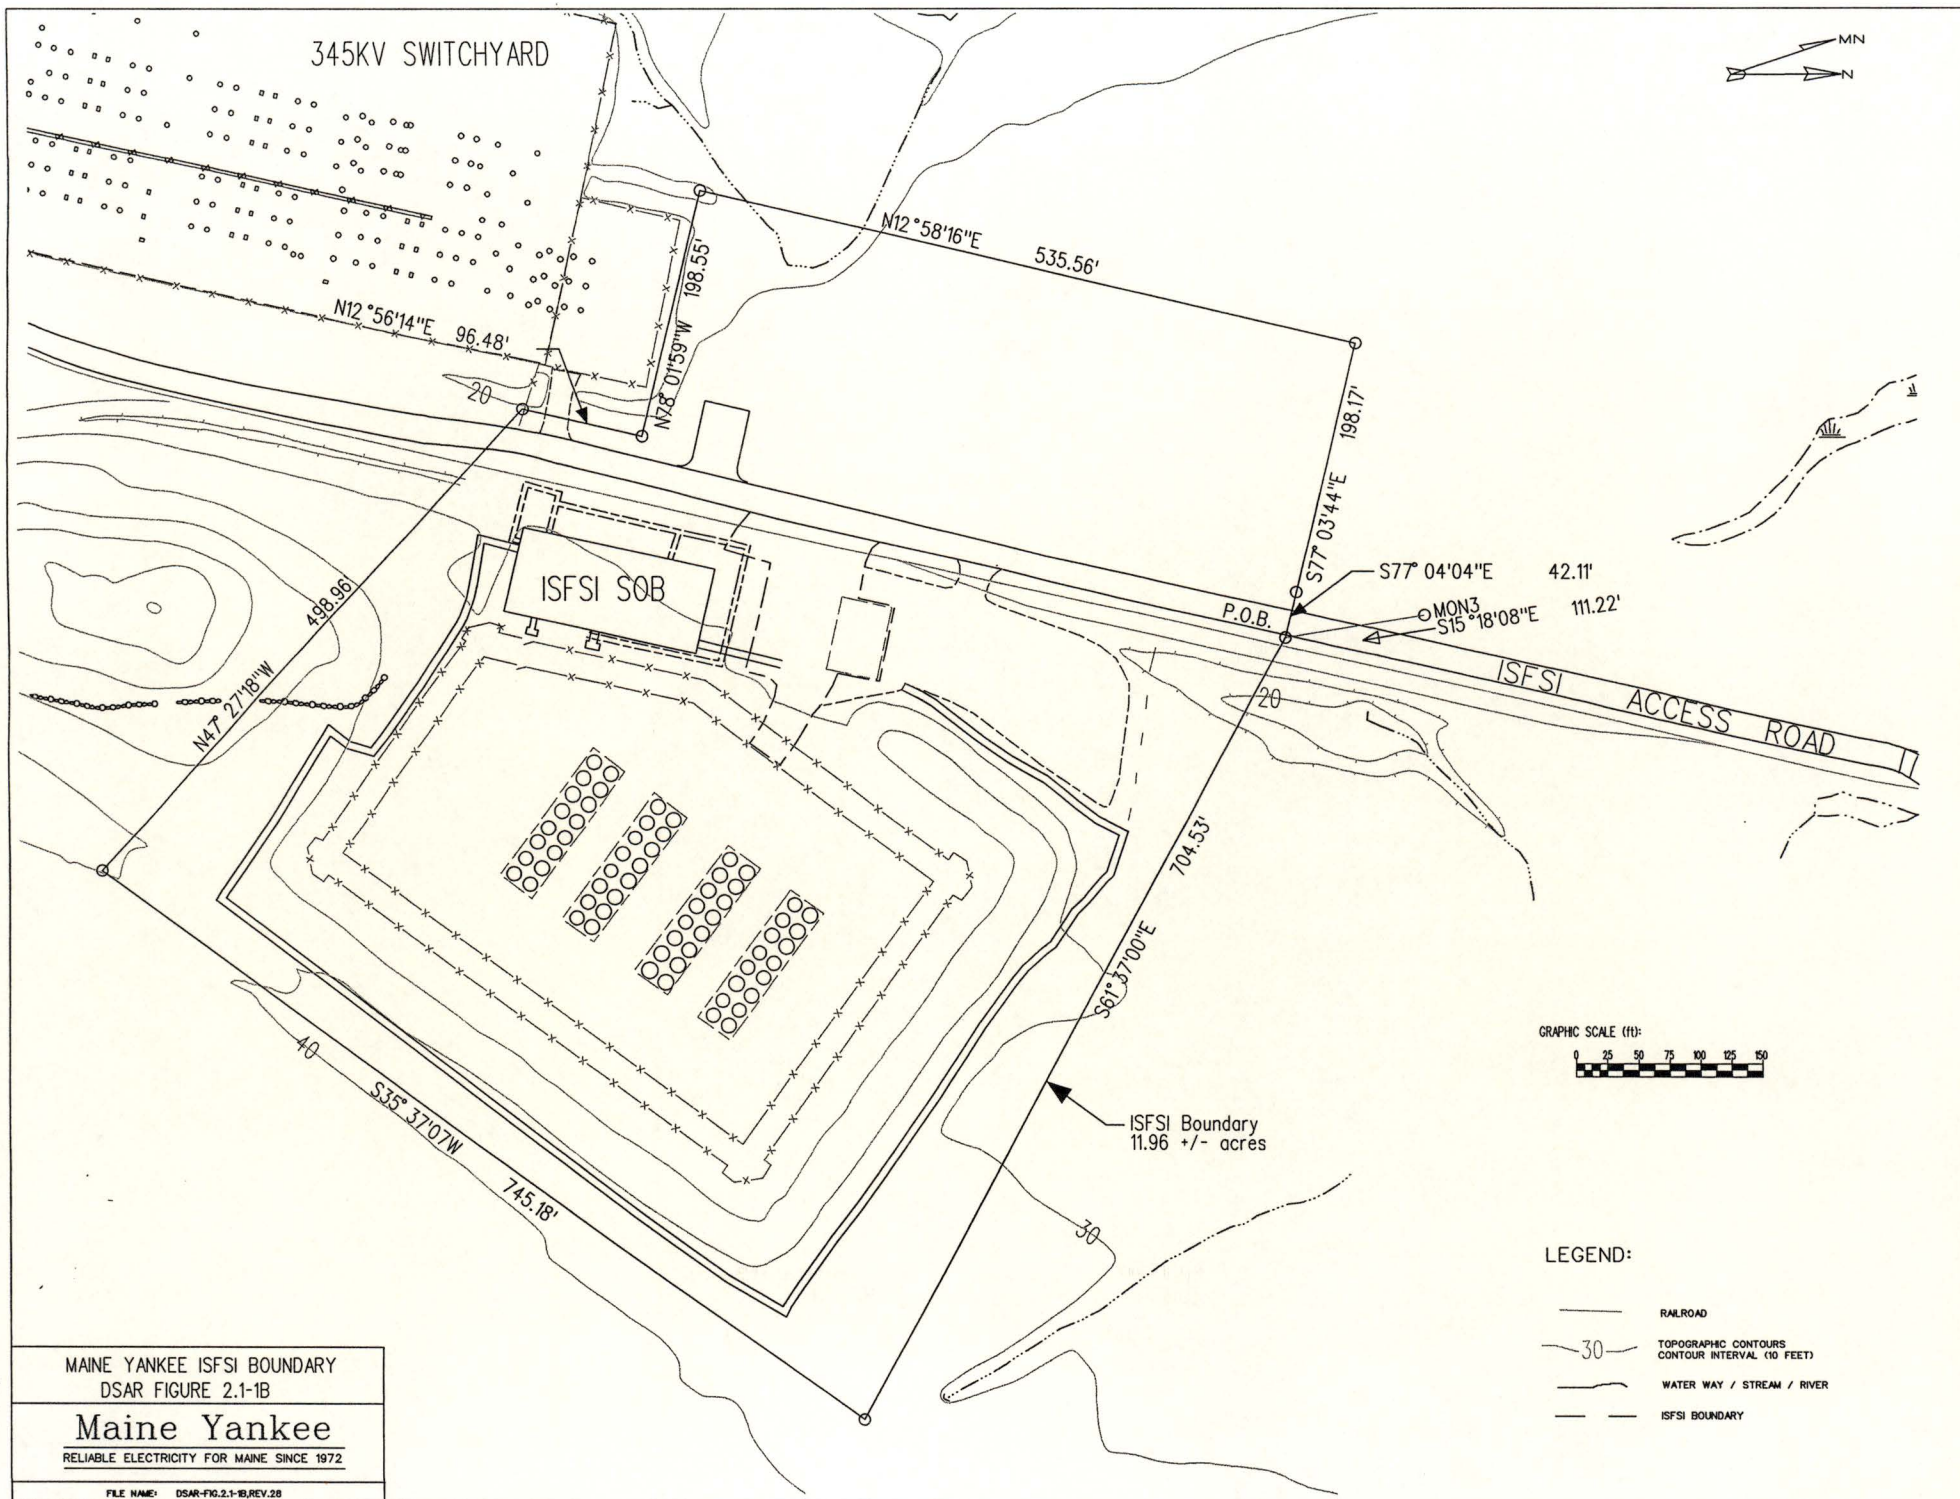 345KV SWITCHYARD
MN
N
N12°58'16"E 535.56'
198.55'
N78° 01'59"W
N12°56'14"E 96.48'
20
198.17'
S77° 03'44"E
S77° 04'04"E 42.11'
MON3
S15°18'08"E 111.22'
P.O.B.
ISFSI SOB
498.96
N47° 27'18"W
ISFSI ACCESS ROAD
20
704.53'
S61° 37'00"E
GRAPHIC SCALE (ft):
0 25 50 75 100 125 150
40
S35° 37'07W
745.18'
ISFSI Boundary
11.96 +/- acres
30
LEGEND:
RAILROAD
30
TOPOGRAPHIC CONTOURS
CONTOUR INTERVAL (10 FEET)
WATER WAY / STREAM / RIVER
ISFSI BOUNDARY
MAINE YANKEE ISFSI BOUNDARY
DSAR FIGURE 2.1-1B
Maine Yankee
RELIABLE ELECTRICITY FOR MAINE SINCE 1972
FILE NAME: DSAR-FIG.2.1-1B,REV.28